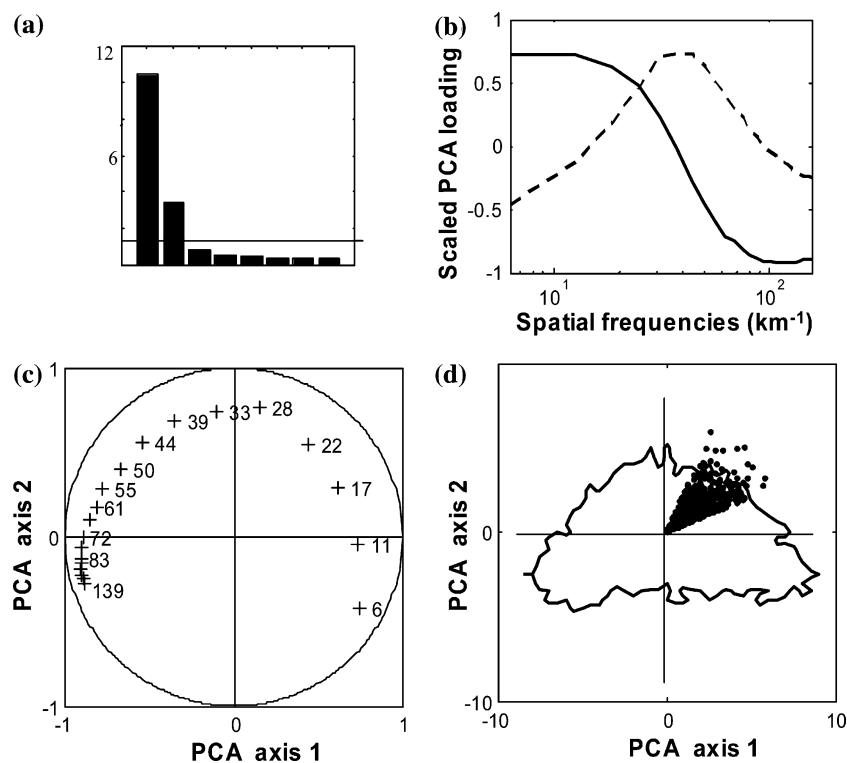 (a)
12
6
(b)
1
0.5
0
-0.5
-1
Scaled PCA loading
10¹ 10²
Spatial frequencies (km⁻¹)
(c)
1
0
-1
PCA axis 2
28
33
39
22
44
50
17
55
61
72
11
83
139
6
-1 0 1
PCA axis 1
(d)
10
0
-10
PCA axis 2
-10 0 10
PCA axis 1